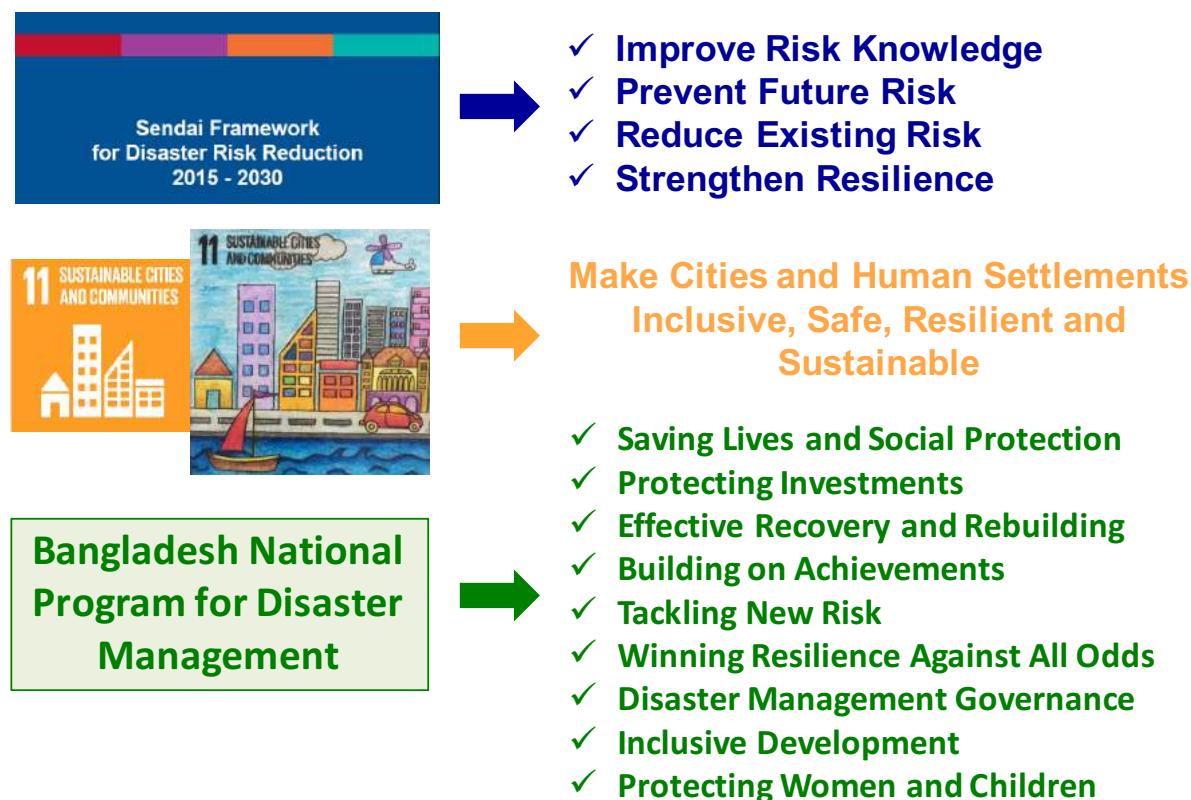 Sendai Framework
for Disaster Risk Reduction
2015 - 2030
✓ Improve Risk Knowledge
✓ Prevent Future Risk
✓ Reduce Existing Risk
✓ Strengthen Resilience
11 SUSTAINABLE CITIES
AND COMMUNITIES
11 SUSTAINABLE CITIES
AND COMMUNITIES
Make Cities and Human Settlements
Inclusive, Safe, Resilient and
Sustainable
Bangladesh National
Program for Disaster
Management
✓ Saving Lives and Social Protection
✓ Protecting Investments
✓ Effective Recovery and Rebuilding
✓ Building on Achievements
✓ Tackling New Risk
✓ Winning Resilience Against All Odds
✓ Disaster Management Governance
✓ Inclusive Development
✓ Protecting Women and Children